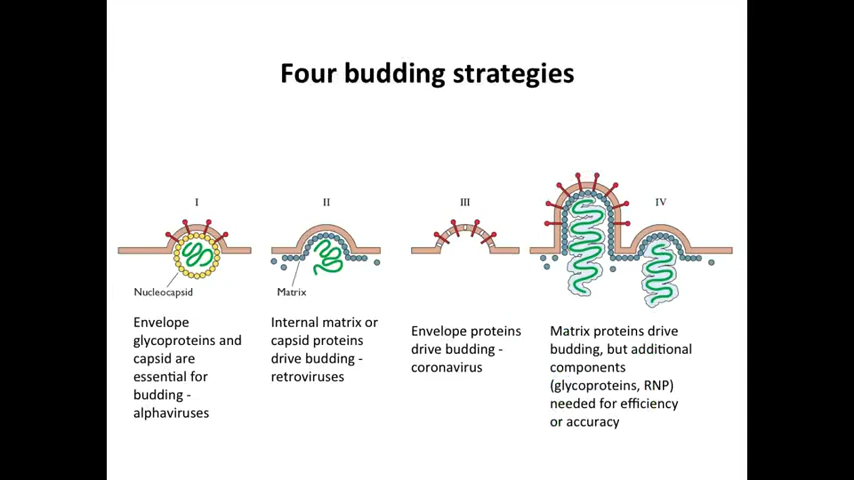 Four budding strategies
I
II
III
IV
Nucleocapsid
Matrix
Envelope
glycoproteins and
capsid are
essential for
budding -
alphaviruses
Internal matrix or
capsid proteins
drive budding -
retroviruses
Envelope proteins
drive budding -
coronavirus
Matrix proteins drive
budding, but additional
components
(glycoproteins, RNP)
needed for efficiency
or accuracy